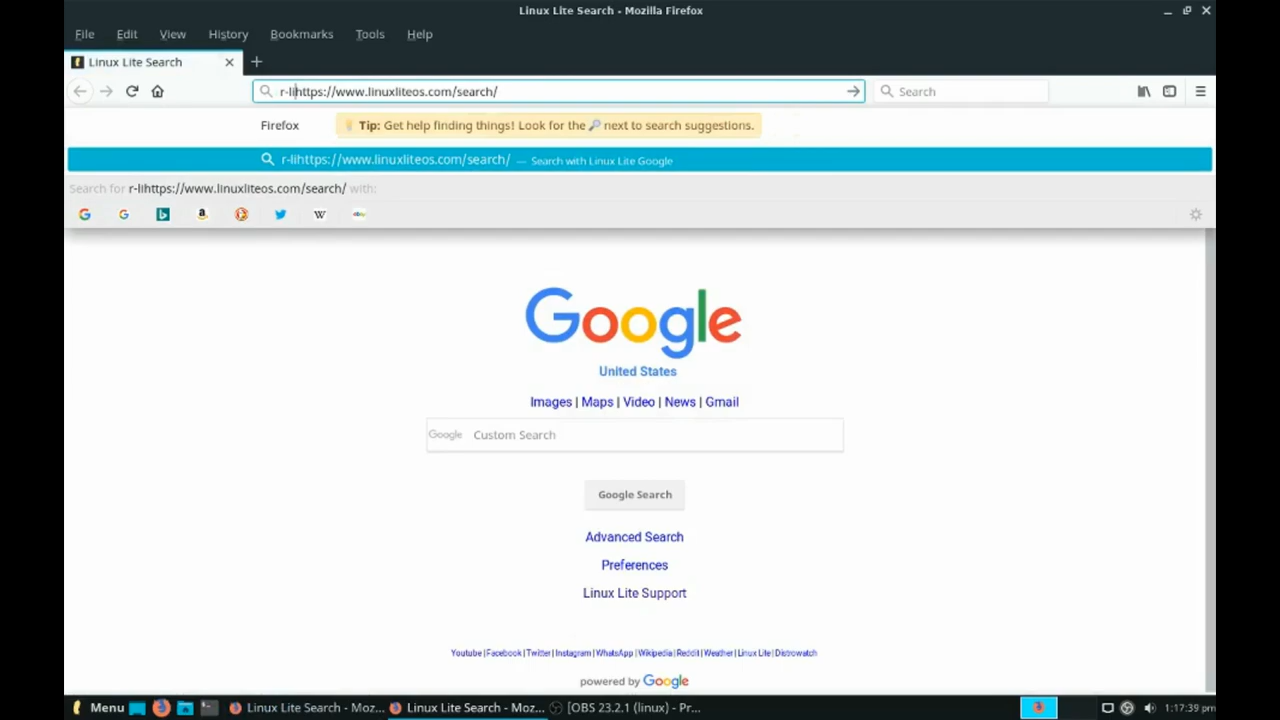 Linux Lite Search - Mozilla Firefox
File Edit View History Bookmarks Tools Help
Linux Lite Search
r-lihttps://www.linuxliteos.com/search/
Search
Firefox
Tip: Get help finding things! Look for the 🔎 next to search suggestions.
r-lihttps://www.linuxliteos.com/search/ — Search with Linux Lite Google
Search for r-lihttps://www.linuxliteos.com/search/ with:
Google
United States
Images | Maps | Video | News | Gmail
Google Custom Search
Google Search
Advanced Search
Preferences
Linux Lite Support
Youtube | Facebook | Twitter | Instagram | WhatsApp | Wikipedia | Reddit | Weather | Linux Lite | Distrowatch
powered by Google
Menu Linux Lite Search - Moz... Linux Lite Search - Moz... [OBS 23.2.1 (linux) - Pr... 1:17:39 pm